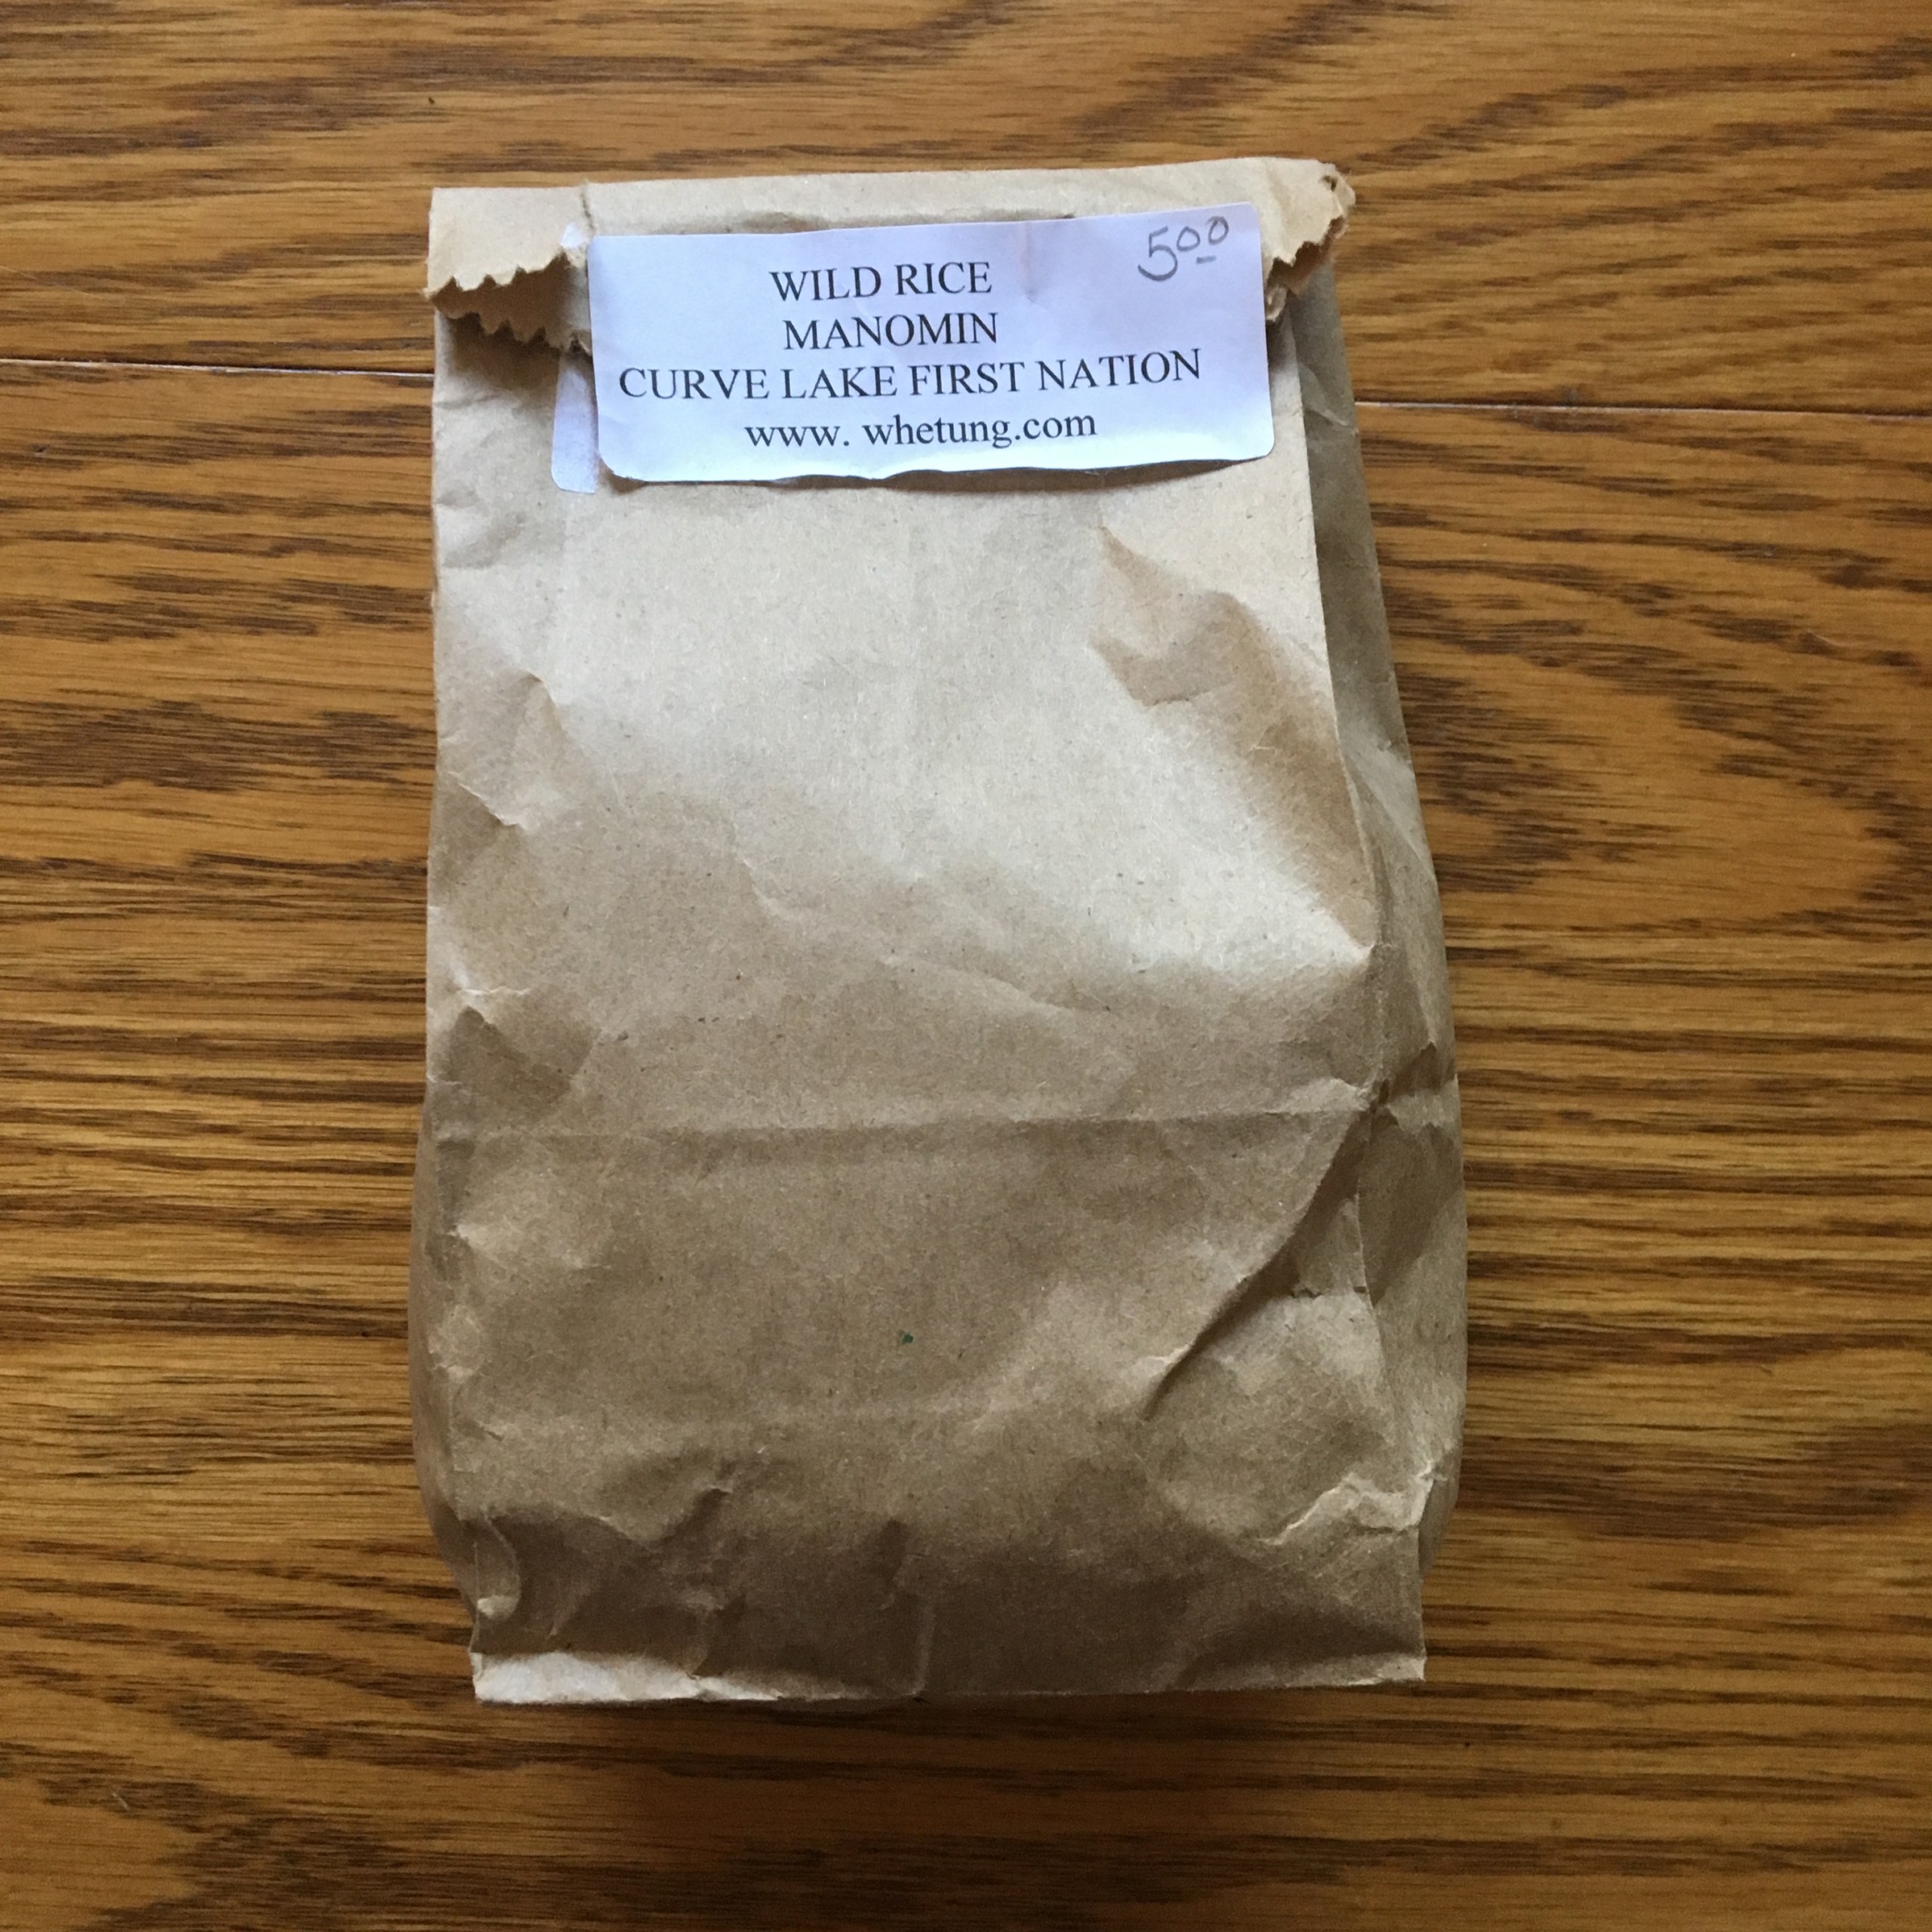 5.00
WILD RICE
MANOMIN
CURVE LAKE FIRST NATION
www. whetung.com